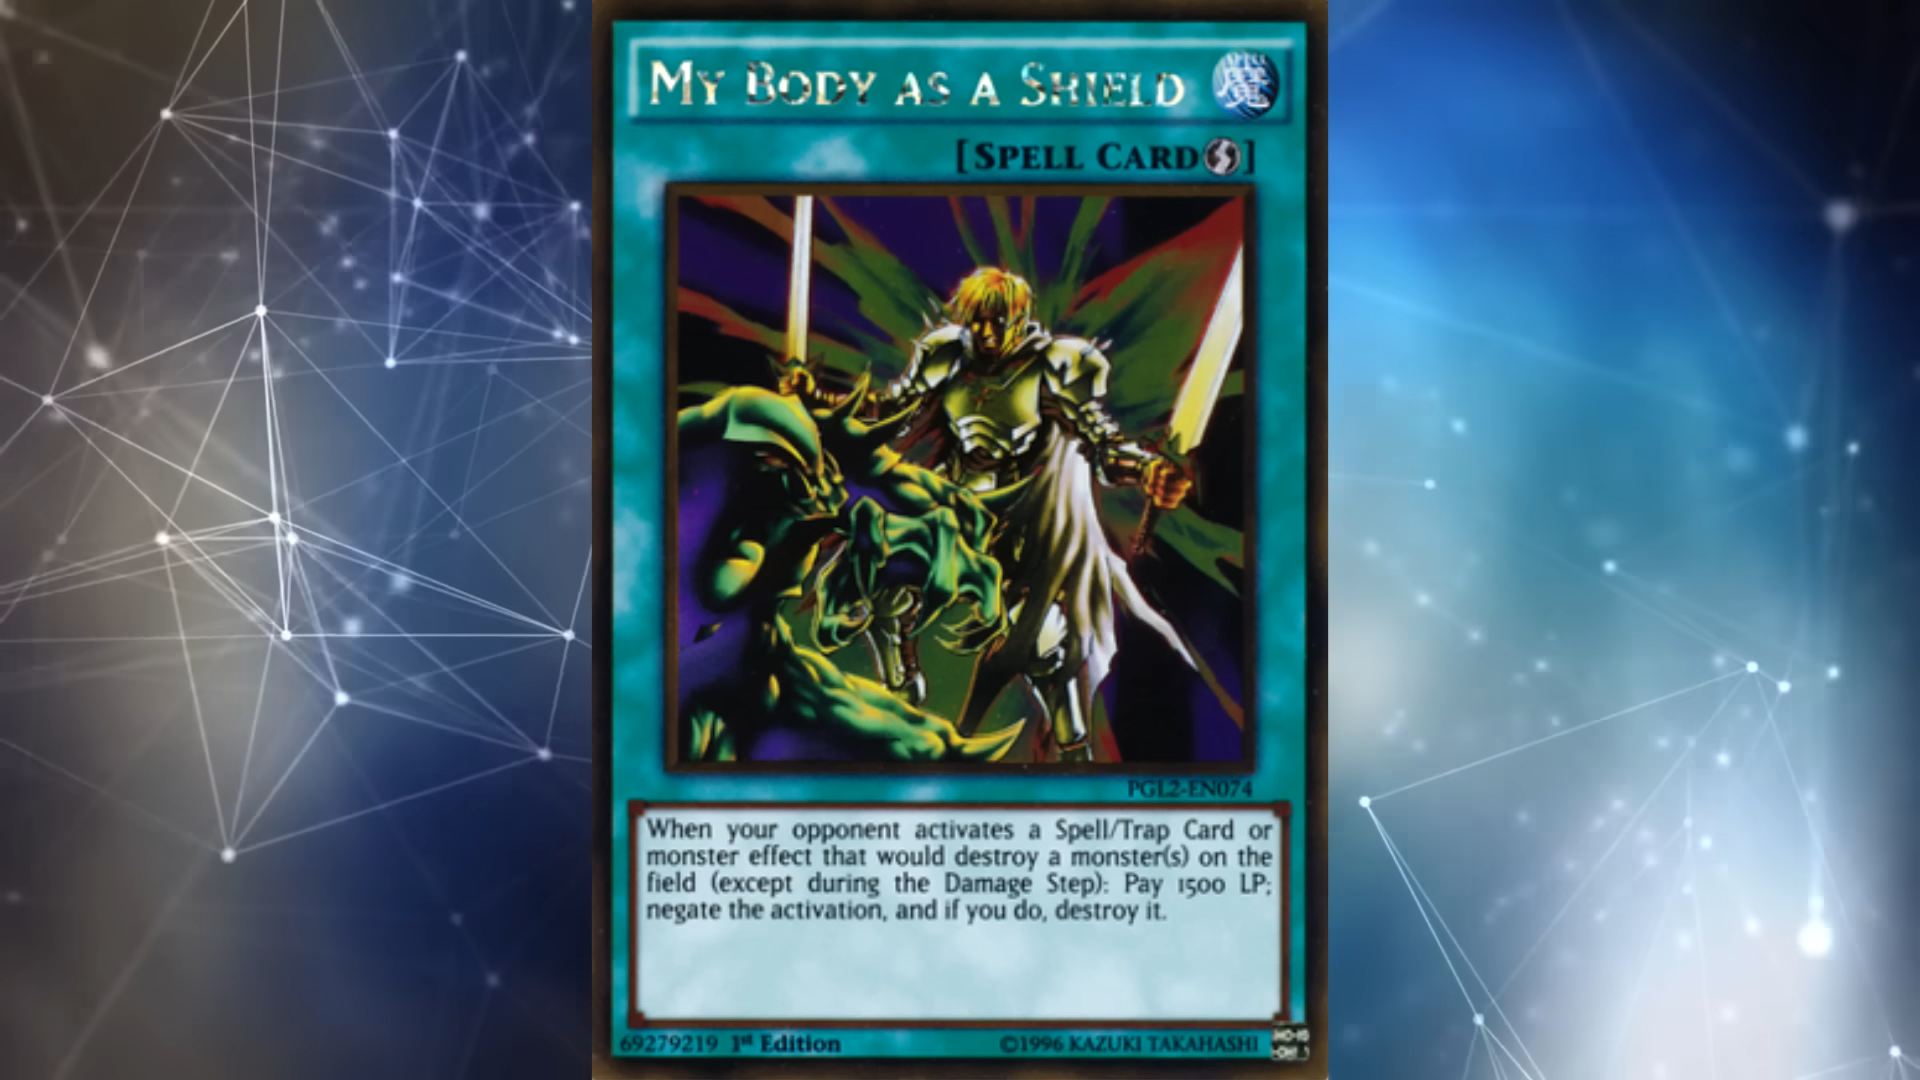 MY BODY AS A SHIELD
魔
[SPELL CARD]
PGL2-EN074
When your opponent activates a Spell/Trap Card or
monster effect that would destroy a monster(s) on the
field (except during the Damage Step): Pay 1500 LP;
negate the activation, and if you do, destroy it.
69279219 1st Edition
©1996 KAZUKI TAKAHASHI